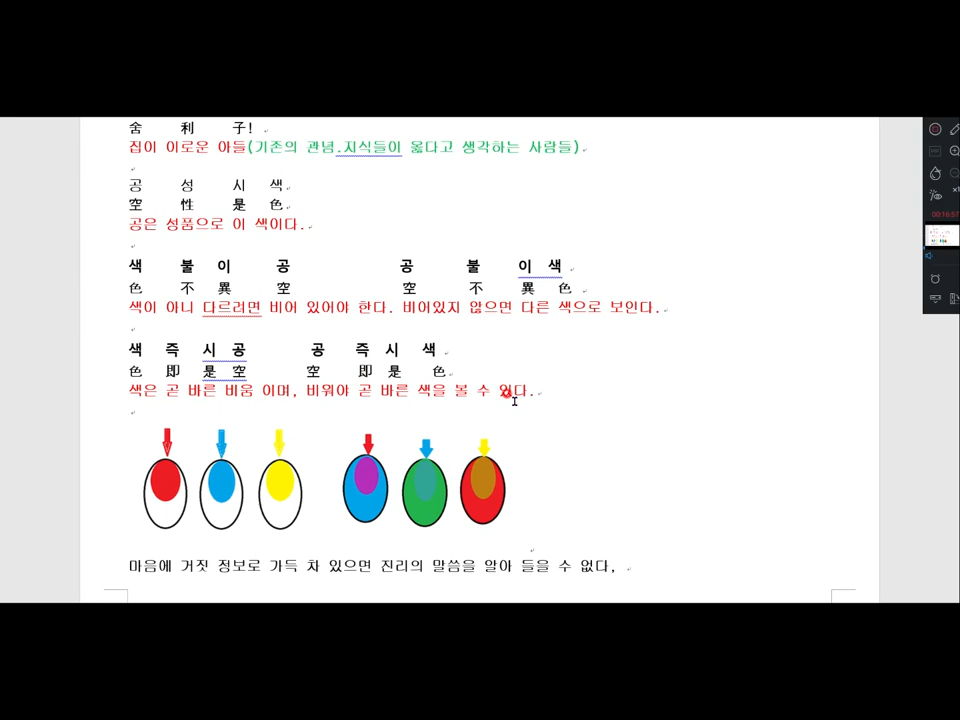 舍 利 子!
집이 이로운 아들(기존의 관념.지식들이 옳다고 생각하는 사람들)
공 성 시 색
空 性 是 色
공은 성품으로 이 색이다.
색 불 이 공 공 불 이 색
色 不 異 空 空 不 異 色
색이 아니 다르려면 비어 있어야 한다. 비어있지 않으면 다른 색으로 보인다.
색 즉 시 공 공 즉 시 색
色 即 是 空 空 即 是 色
색은 곧 바른 비움 이며, 비워야 곧 바른 색을 볼 수 있다.
마음에 거짓 정보로 가득 차 있으면 진리의 말씀을 알아 들을 수 없다,
00:16:57